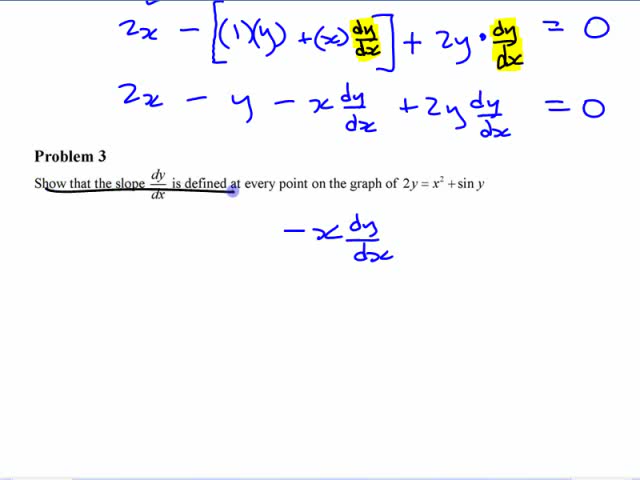 2x − [(1)(y) + (x) dy/dx] + 2y · dy/dx = 0
2x − y − x dy/dx + 2y dy/dx = 0
Problem 3
Show that the slope dy/dx is defined at every point on the graph of 2y = x² + sin y
− x dy/dx